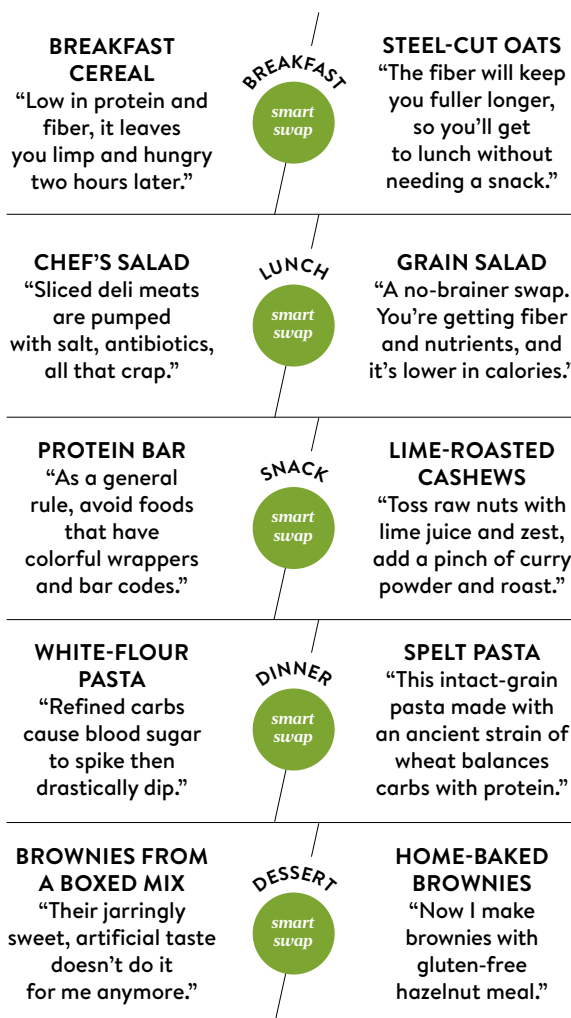 BREAKFAST
CEREAL
“Low in protein and
fiber, it leaves
you limp and hungry
two hours later.”
BREAKFAST
smart
swap
STEEL-CUT OATS
“The fiber will keep
you fuller longer,
so you’ll get
to lunch without
needing a snack.”
CHEF’S SALAD
“Sliced deli meats
are pumped
with salt, antibiotics,
all that crap.”
LUNCH
smart
swap
GRAIN SALAD
“A no-brainer swap.
You’re getting fiber
and nutrients, and
it’s lower in calories.”
PROTEIN BAR
“As a general
rule, avoid foods
that have
colorful wrappers
and bar codes.”
SNACK
smart
swap
LIME-ROASTED
CASHEWS
“Toss raw nuts with
lime juice and zest,
add a pinch of curry
powder and roast.”
WHITE-FLOUR
PASTA
“Refined carbs
cause blood sugar
to spike then
drastically dip.”
DINNER
smart
swap
SPELT PASTA
“This intact-grain
pasta made with
an ancient strain of
wheat balances
carbs with protein.”
BROWNIES FROM
A BOXED MIX
“Their jarringly
sweet, artificial taste
doesn’t do it
for me anymore.”
DESSERT
smart
swap
HOME-BAKED
BROWNIES
“Now I make
brownies with
gluten-free
hazelnut meal.”